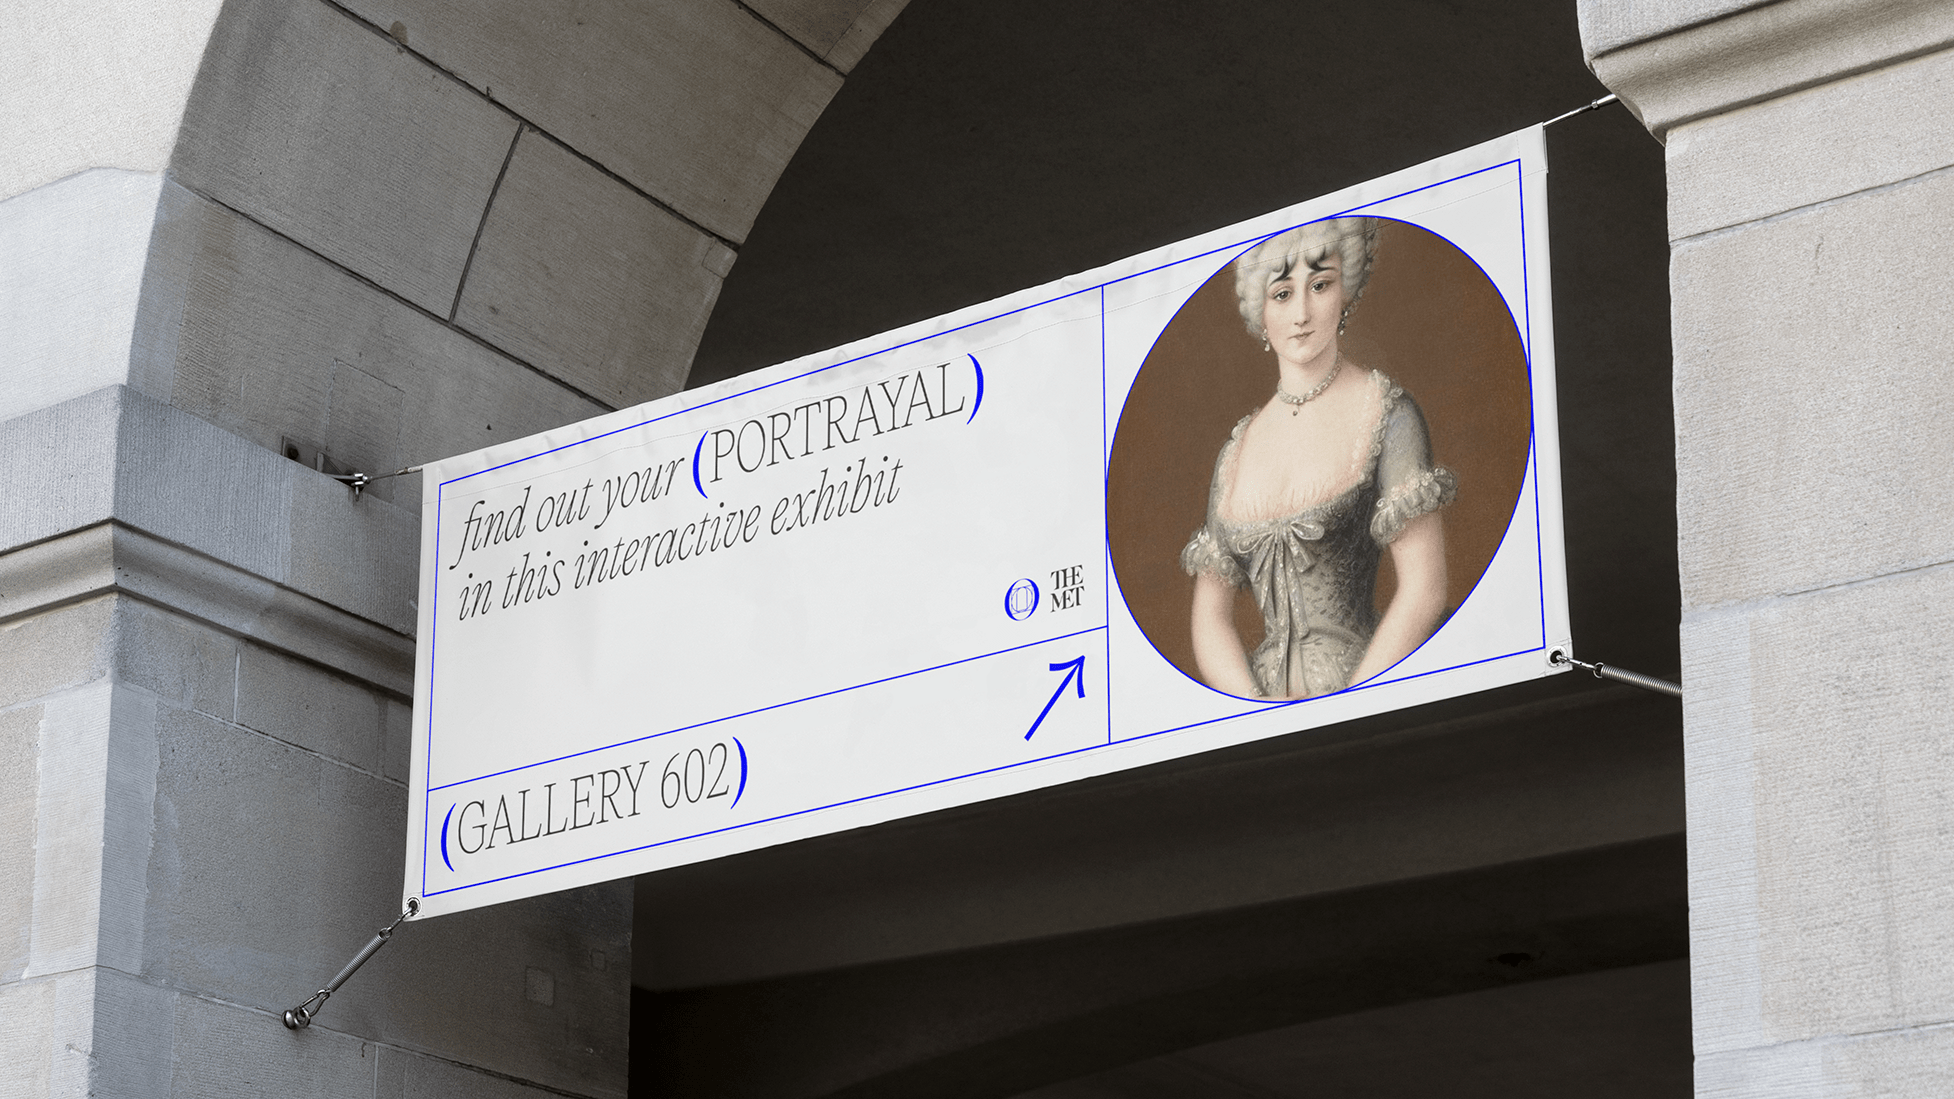 find out your (PORTRAYAL)
in this interactive exhibit
THE
MET
(GALLERY 602)